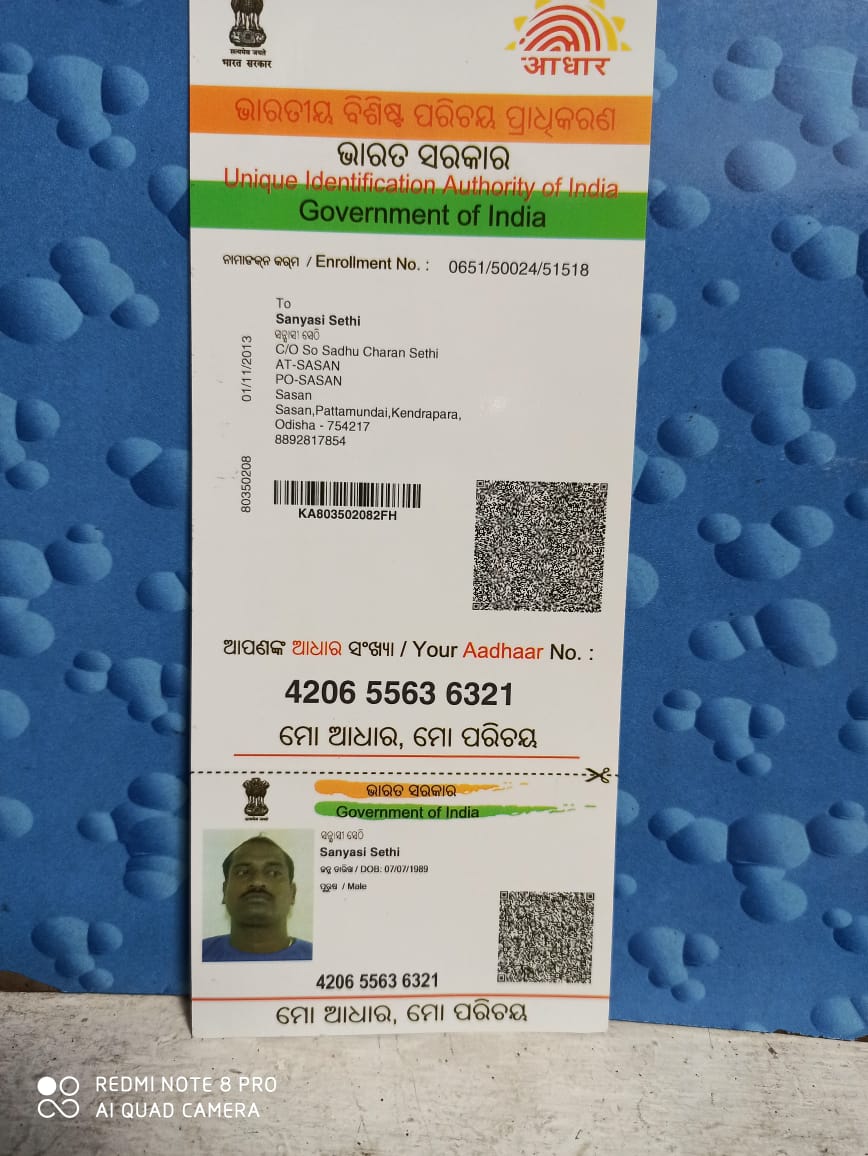 सत्यमेव जयते
भारत सरकार
आधार
ଭାରତୀୟ ବିଶିଷ୍ଟ ପରିଚୟ ପ୍ରାଧିକରଣ
ଭାରତ ସରକାର
Unique Identification Authority of India
Government of India
ନାମାଙ୍କନ କ୍ରମ / Enrollment No. : 0651/50024/51518
To
Sanyasi Sethi
ସନ୍ଯାସୀ ସେଠି
C/O So Sadhu Charan Sethi
AT-SASAN
PO-SASAN
Sasan
Sasan,Pattamundai,Kendrapara,
Odisha - 754217
8892817854
01/11/2013
80350208
KA803502082FH
ଆପଣଙ୍କ ଆଧାର ସଂଖ୍ୟା / Your Aadhaar No. :
4206 5563 6321
ମୋ ଆଧାର, ମୋ ପରିଚୟ
ଭାରତ ସରକାର
Government of India
ସନ୍ଯାସୀ ସେଠି
Sanyasi Sethi
ଜନ୍ମ ତାରିଖ / DOB: 07/07/1989
ପୁରୁଷ / Male
4206 5563 6321
ମୋ ଆଧାର, ମୋ ପରିଚୟ
REDMI NOTE 8 PRO
AI QUAD CAMERA